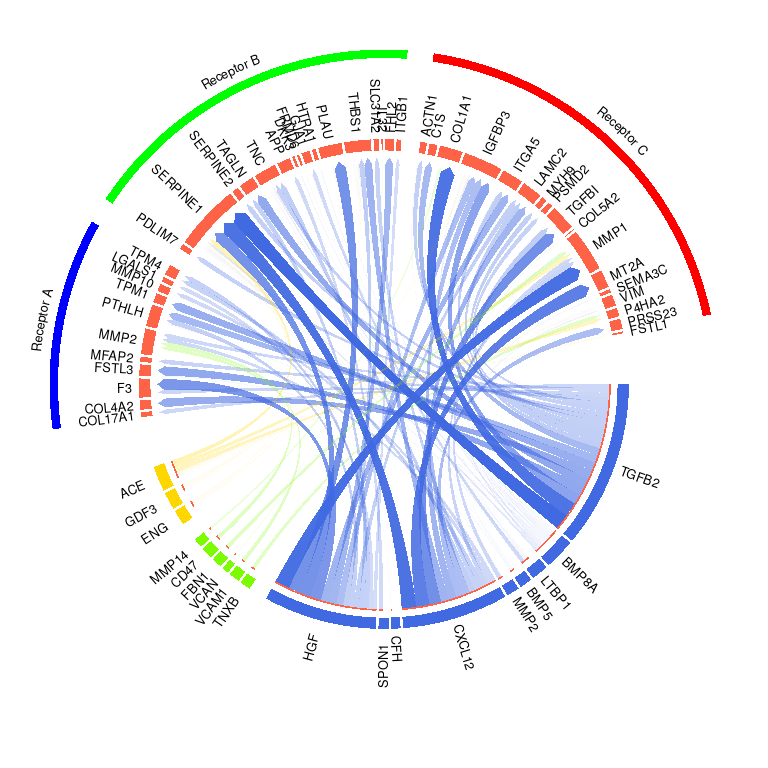 Receptor B
Receptor C
Receptor A
COL17A1
COL4A2
F3
FSTL3
MFAP2
MMP2
PTHLH
TPM1
MMP10
LGALS1
TPM4
PDLIM7
SERPINE1
SERPINE2
TAGLN
TNC
APP
HTRA1
PLAU
THBS1
SLC31A2
FHL2
ITGB1
ACTN1
C1S
COL1A1
IGFBP3
ITGA5
LAMC2
MYH9
PSMD2
TGFBI
COL5A2
MMP1
MT2A
SEMA3C
VIM
P4HA2
PRSS23
FSTL1
TGFB2
BMP8A
LTBP1
BMP5
MMP2
CXCL12
CFH
SPON1
HGF
TNXB
VCAM1
VCAN
FBN1
CD47
MMP14
ENG
GDF3
ACE